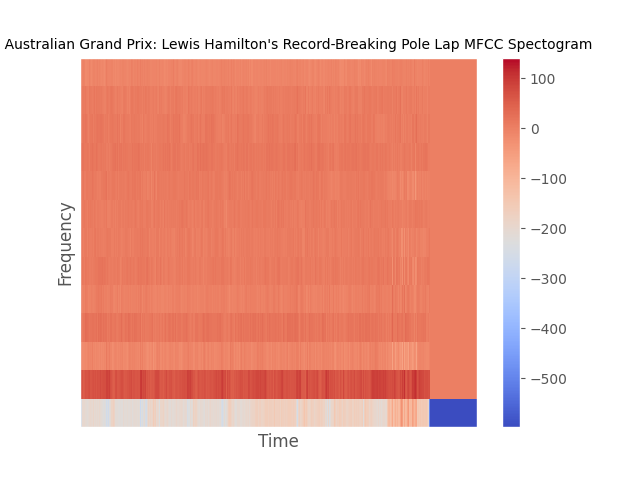 Australian Grand Prix: Lewis Hamilton's Record-Breaking Pole Lap MFCC Spectogram
Frequency
Time
100
0
−100
−200
−300
−400
−500